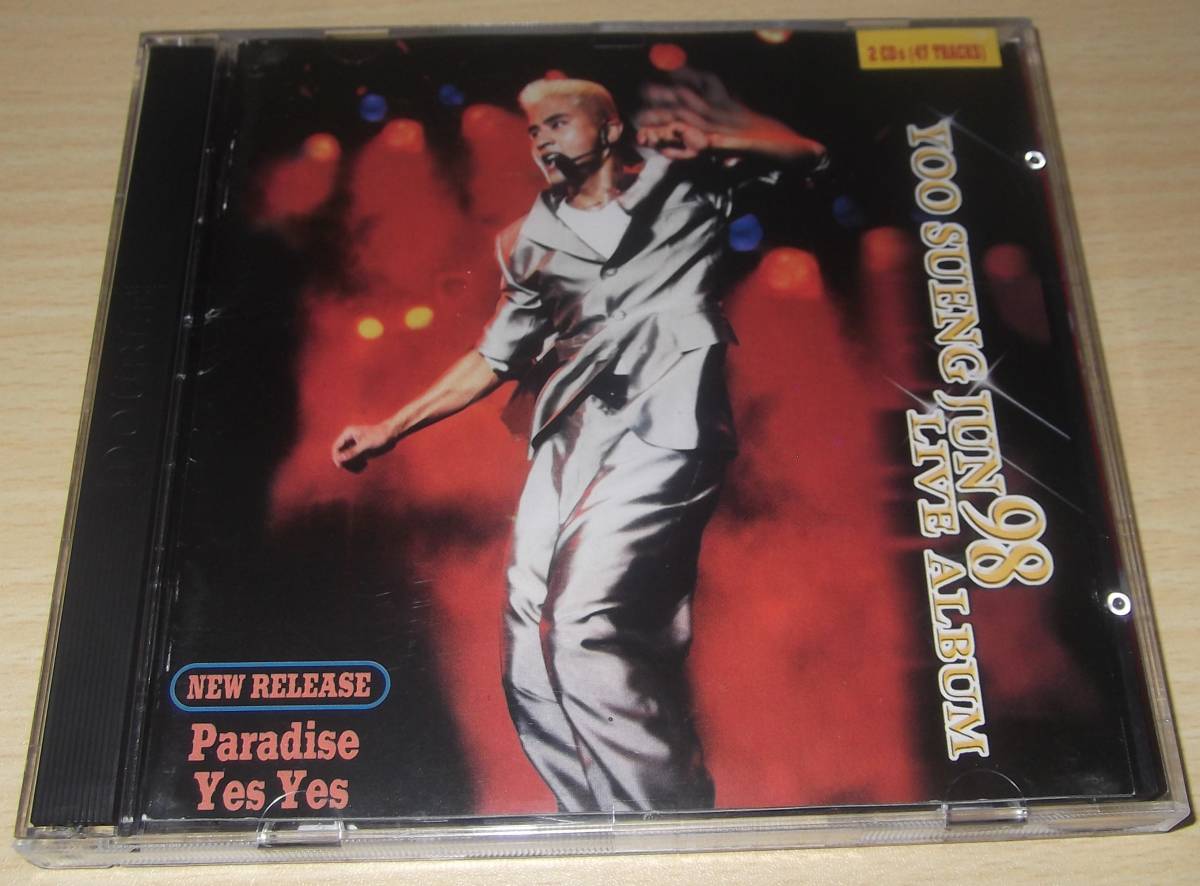 2 CDs (47 TRACKS)
YOO SUENG JUN 98
LIVE ALBUM
NEW RELEASE
Paradise
Yes Yes